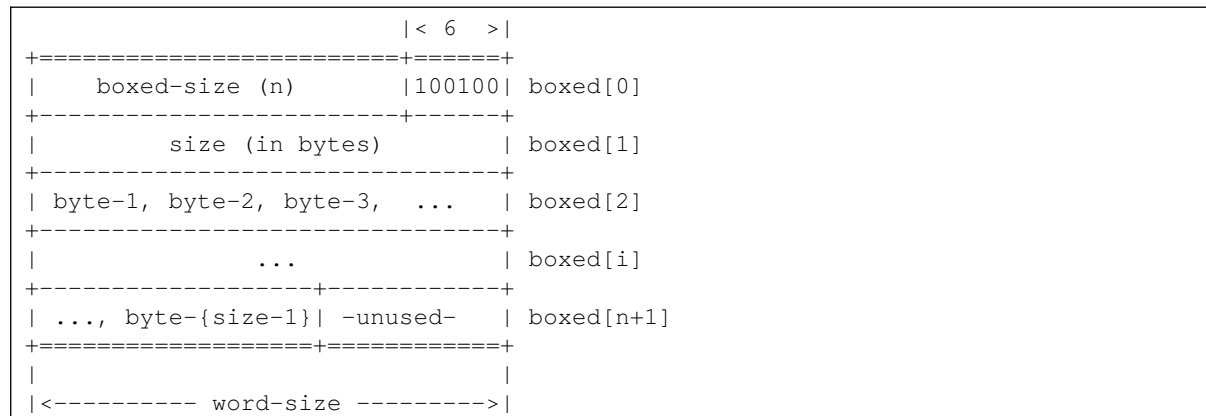 |< 6  >|
+=========================+======+
|    boxed-size (n)       |100100| boxed[0]
+-------------------------+------+
|         size (in bytes)        | boxed[1]
+--------------------------------+
| byte-1, byte-2, byte-3,  ...   | boxed[2]
+--------------------------------+
|               ...              | boxed[i]
+-------------------+------------+
| ..., byte-{size-1}| -unused-   | boxed[n+1]
+===================+============+
|                                |
|<---------- word-size --------->|